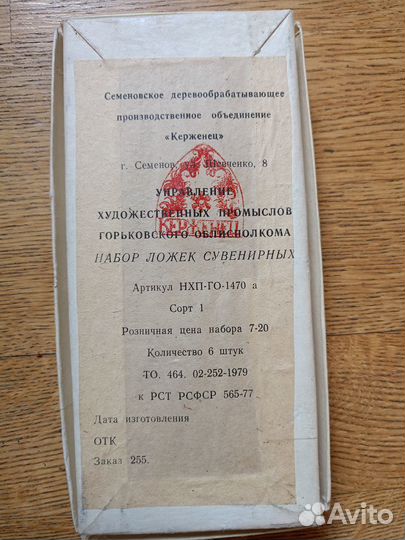 Семеновское деревообрабатывающее
производственное объединение
«Керженец»
г. Семенов, ул. Шевченко, 8
УПРАВЛЕНИЕ
ХУДОЖЕСТВЕННЫХ ПРОМЫСЛОВ
КЕРЖЕНЕЦ
ГОРЬКОВСКОГО ОБЛИСПОЛКОМА
НАБОР ЛОЖЕК СУВЕНИРНЫХ
Артикул НХП-ГО-1470 а
Сорт 1
Розничная цена набора 7-20
Количество 6 штук
ТО. 464. 02-252-1979
к РСТ РСФСР 565-77
Дата изготовления
ОТК
Заказ 255.
Avito